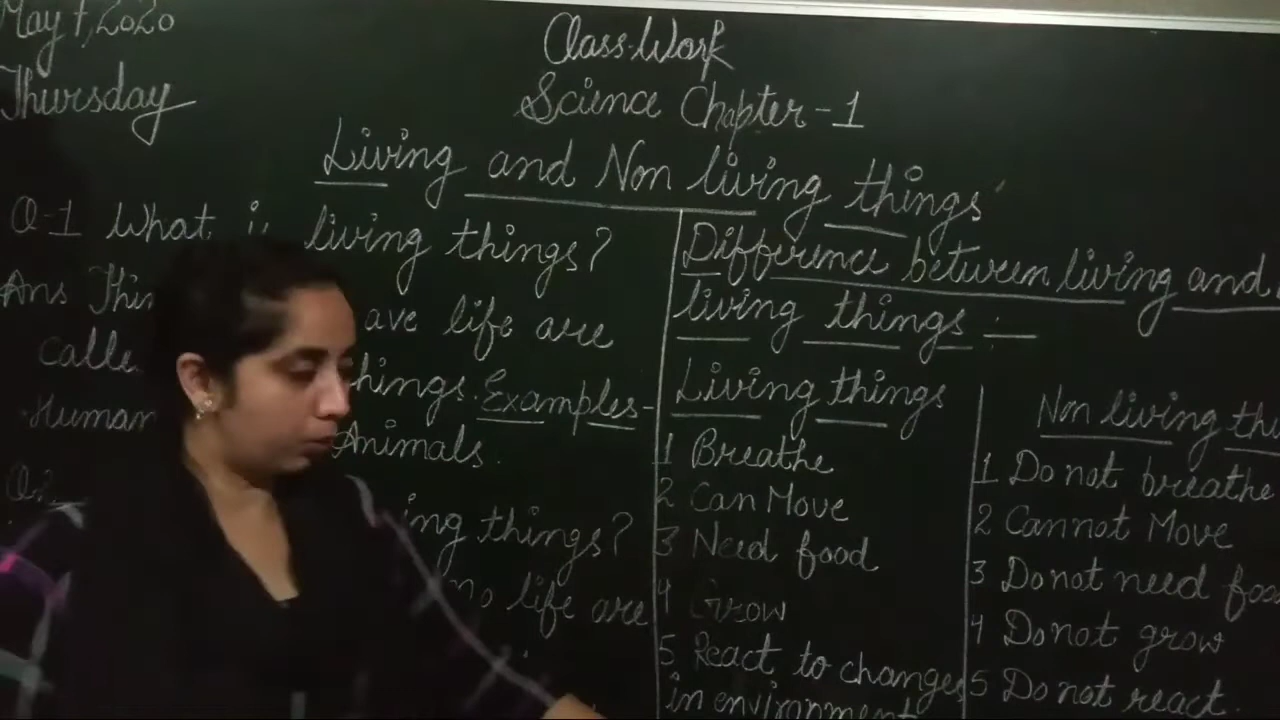 May 7, 2020
Thursday
Class-Work
Science Chapter-1
Living and Non living things
Q-1 What is living things?
Ans Thin ave life are
calle hings. Examples-
Human Animals.
Q2 ing things?
no life are
Difference between living and
living things :-
Living things
1 Breathe
2 Can Move
3 Need food
4 Grow
5 React to changes
in environment
Non living thi
1 Do not breathe
2 Cannot Move
3 Do not need foo
4 Do not grow
5 Do not react.